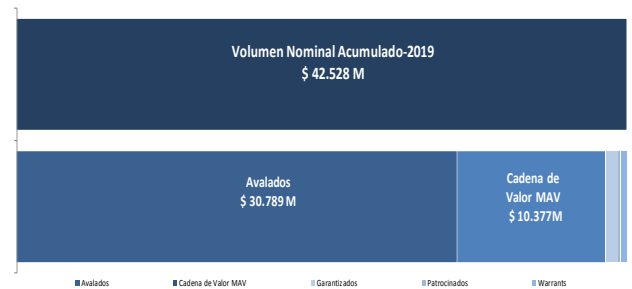 Volumen Nominal Acumulado-2019
$ 42.528 M
Avalados
$ 30.789 M
Cadena de
Valor MAV
$ 10.377M
Avalados Cadena de Valor MAV Garantizados Patrocinados Warrants